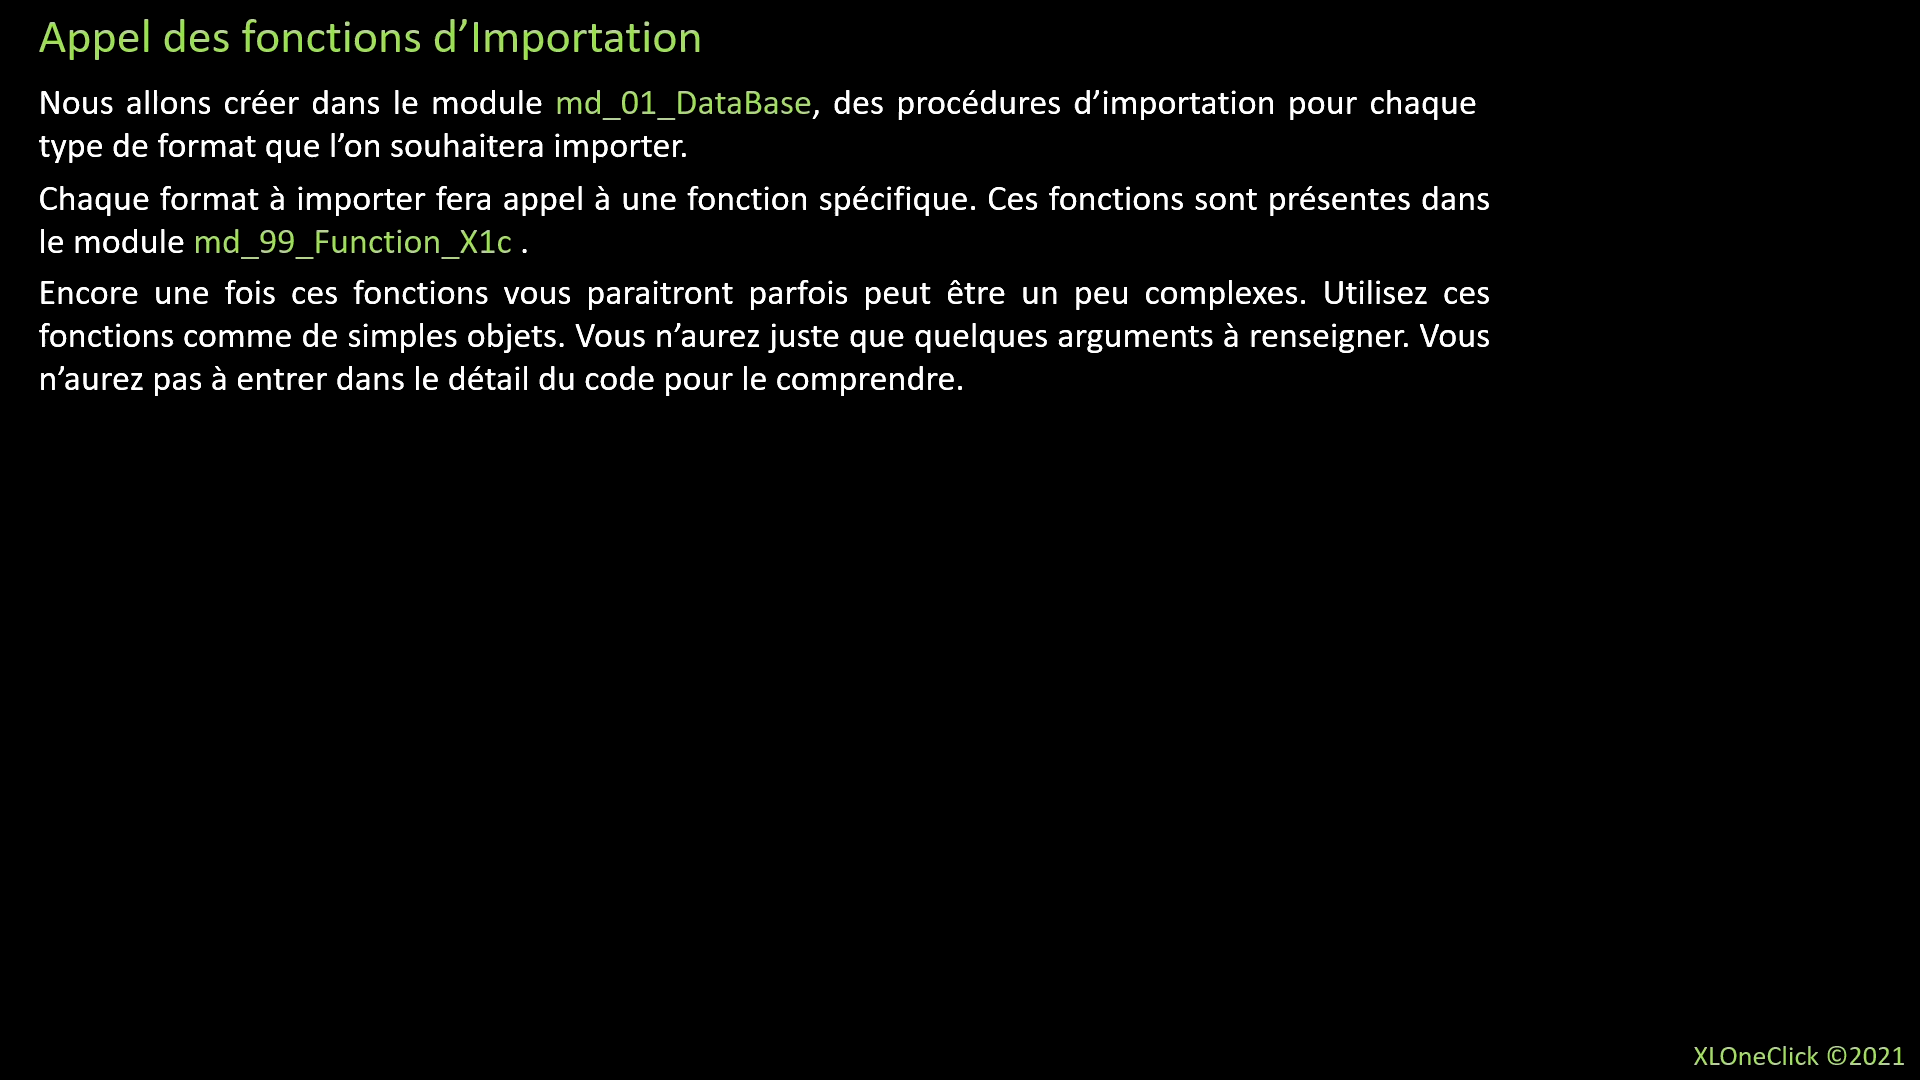 Appel des fonctions d’Importation
Nous allons créer dans le module md_01_DataBase, des procédures d’importation pour chaque
type de format que l’on souhaitera importer.
Chaque format à importer fera appel à une fonction spécifique. Ces fonctions sont présentes dans
le module md_99_Function_X1c .
Encore une fois ces fonctions vous paraitront parfois peut être un peu complexes. Utilisez ces
fonctions comme de simples objets. Vous n’aurez juste que quelques arguments à renseigner. Vous
n’aurez pas à entrer dans le détail du code pour le comprendre.
XLOneClick ©2021